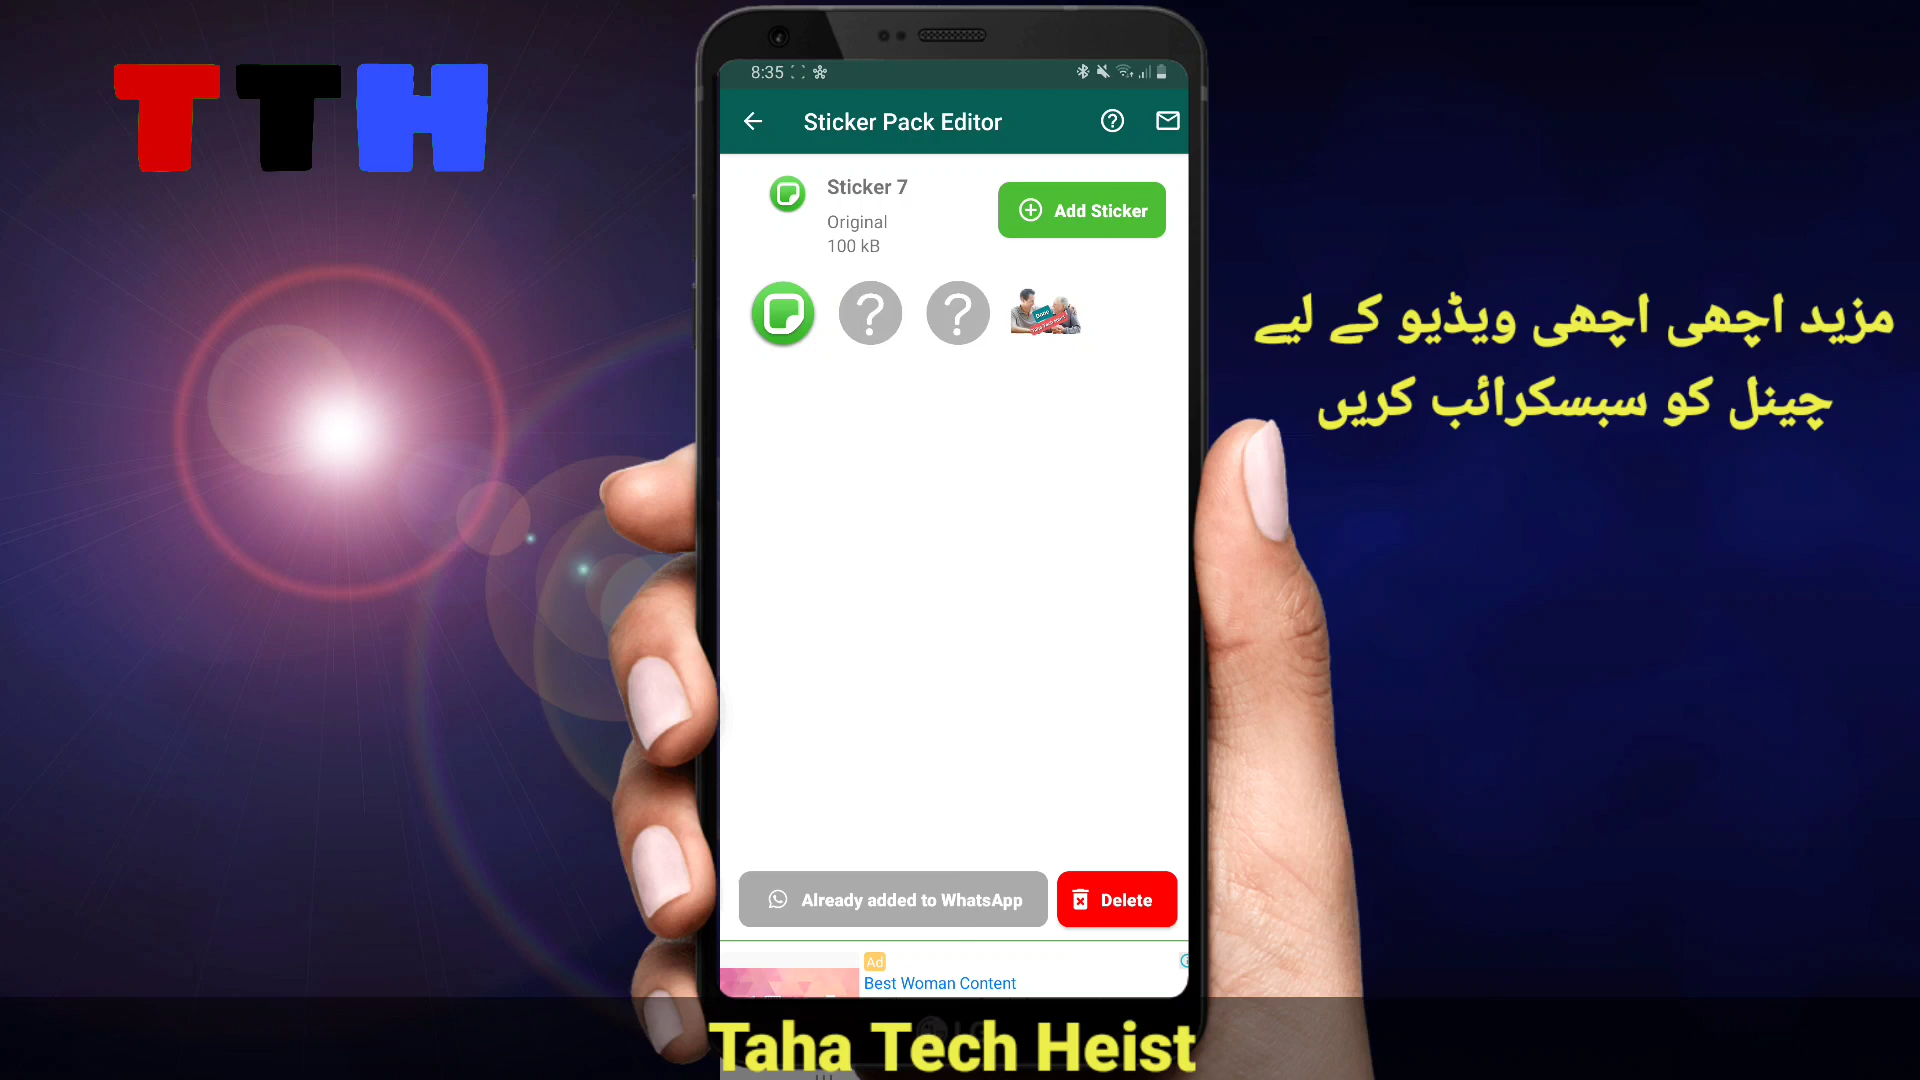 TTH
8:35
Sticker Pack Editor
Sticker 7
Original
100 kB
Add Sticker
? ?
مزید اچھی اچھی ویڈیو کے لیے
چینل کو سبسکرائب کریں
Already added to WhatsApp
Delete
Ad
Best Woman Content
Taha Tech Heist